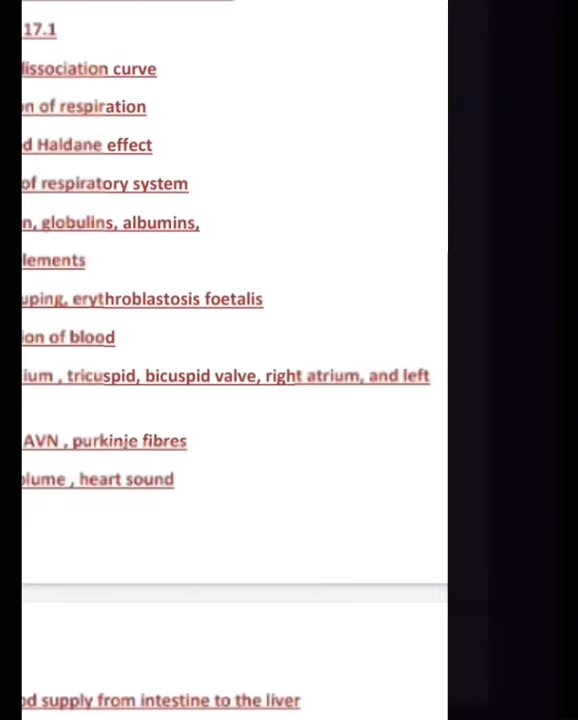 17.1
issociation curve
n of respiration
d Haldane effect
of respiratory system
n, globulins, albumins,
lements
uping, erythroblastosis foetalis
ion of blood
ium , tricuspid, bicuspid valve, right atrium, and left
AVN , purkinje fibres
lume , heart sound
od supply from intestine to the liver